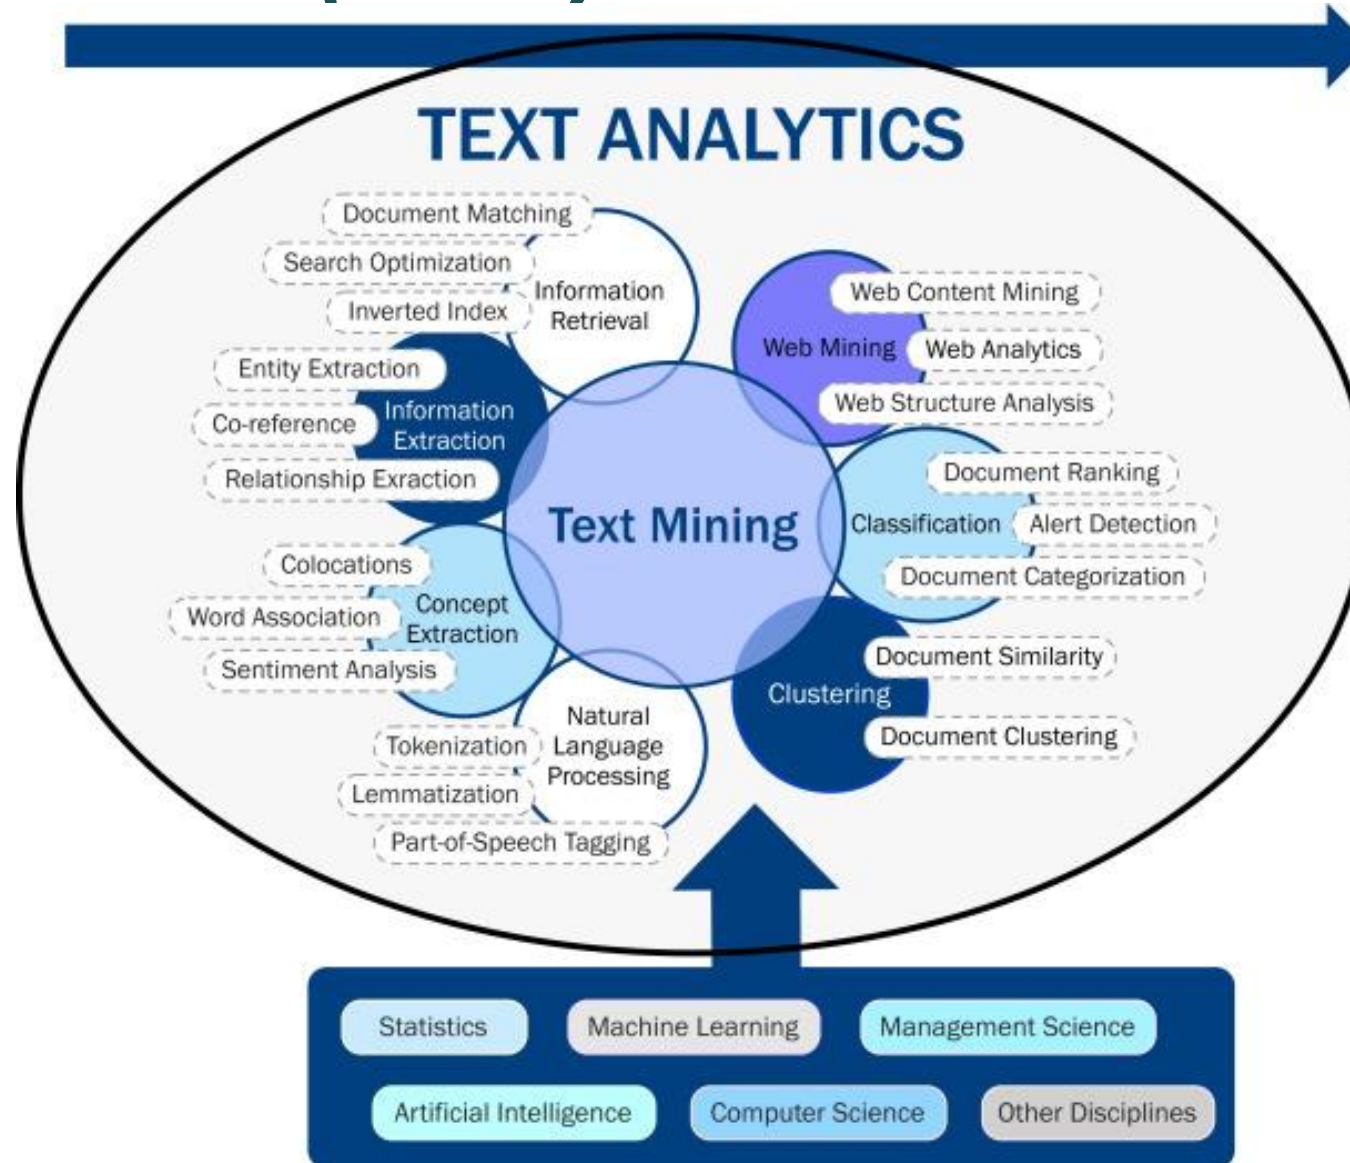 TEXT ANALYTICS
Document Matching
Search Optimization
Inverted Index
Information
Retrieval
Entity Extraction
Co-reference
Relationship Exraction
Information
Extraction
Colocations
Word Association
Sentiment Analysis
Concept
Extraction
Tokenization
Lemmatization
Part-of-Speech Tagging
Natural
Language
Processing
Text Mining
Web Mining
Web Content Mining
Web Analytics
Web Structure Analysis
Classification
Document Ranking
Alert Detection
Document Categorization
Clustering
Document Similarity
Document Clustering
Statistics
Machine Learning
Management Science
Artificial Intelligence
Computer Science
Other Disciplines